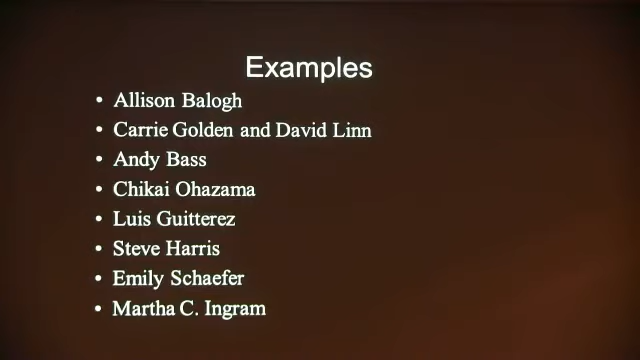 Examples
• Allison Balogh
• Carrie Golden and David Linn
• Andy Bass
• Chikai Ohazama
• Luis Guitterez
• Steve Harris
• Emily Schaefer
• Martha C. Ingram